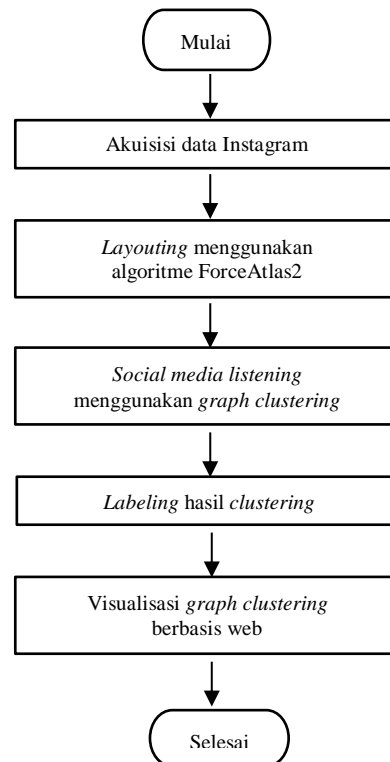 Mulai
Akuisisi data Instagram
Layouting menggunakan
algoritme ForceAtlas2
Social media listening
menggunakan graph clustering
Labeling hasil clustering
Visualisasi graph clustering
berbasis web
Selesai